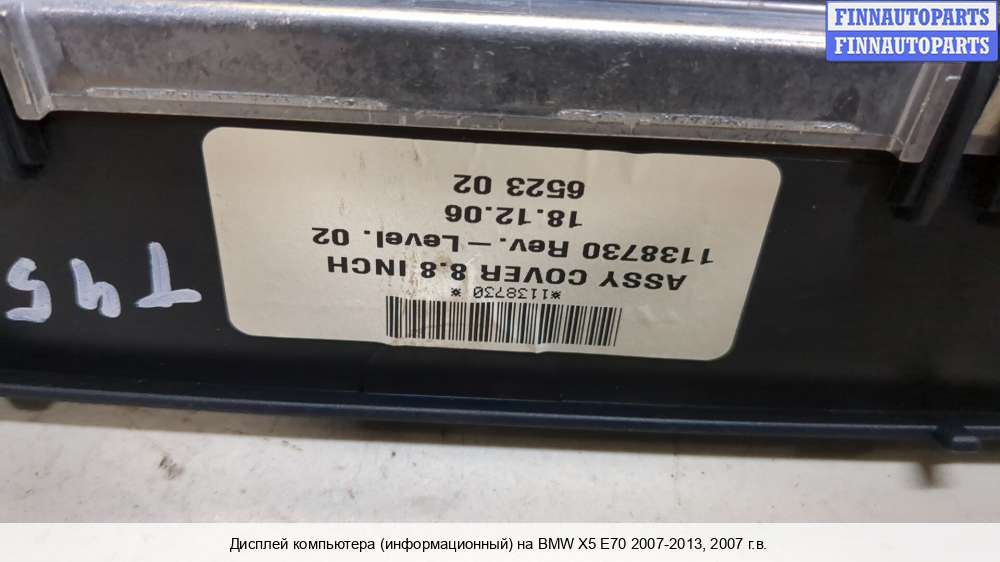 FINNAUTOPARTS
FINNAUTOPARTS
*1138730 *
ASSY COVER 8.8 INCH
1138730 Rev. – Level. 02
18.12.06
6523 02
T45
Дисплей компьютера (информационный) на BMW X5 E70 2007-2013, 2007 г.в.